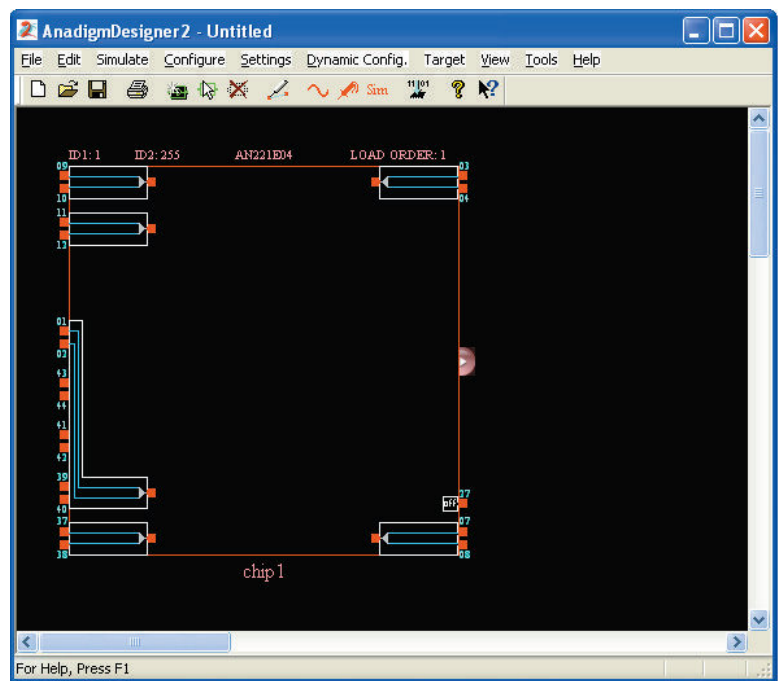 AnadigmDesigner2 - Untitled
File Edit Simulate Configure Settings Dynamic Config. Target View Tools Help
Sim
ID1:1 ID2:255 AN221E04 LOAD ORDER:1
09 03
10 04
11
12
01
02
43
44
41
42
39
40 off 27
37 07
38 08
chip1
For Help, Press F1